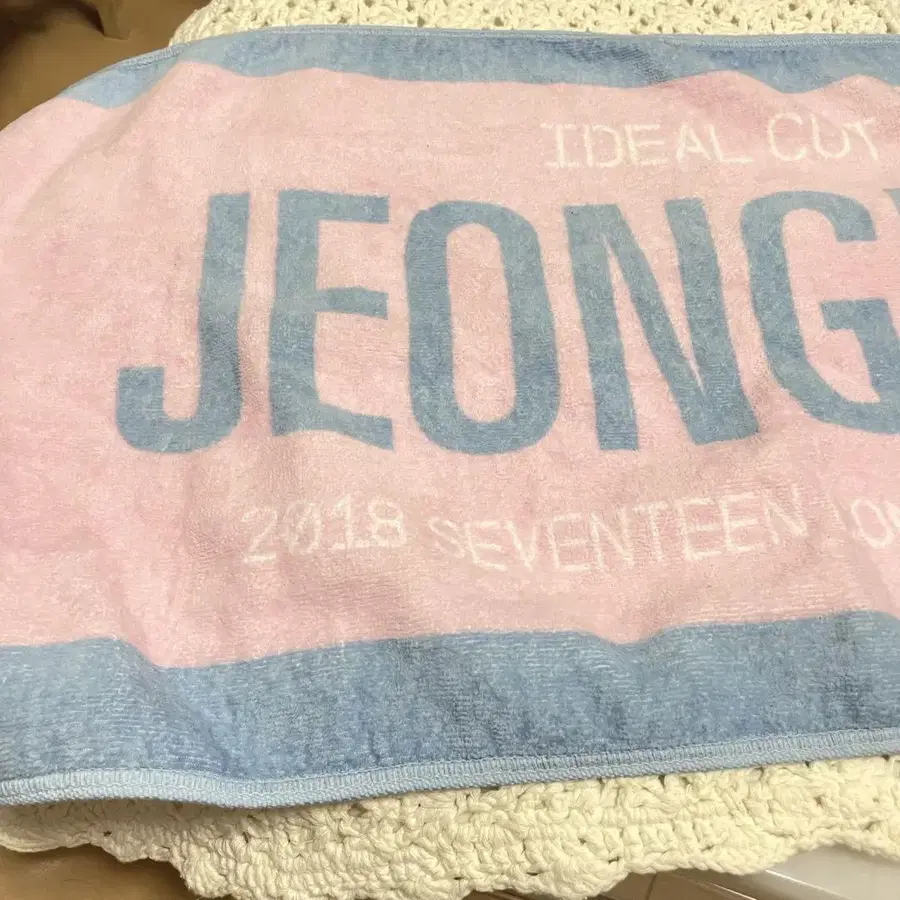 IDEAL CUT
JEONG
2018 SEVENTEEN